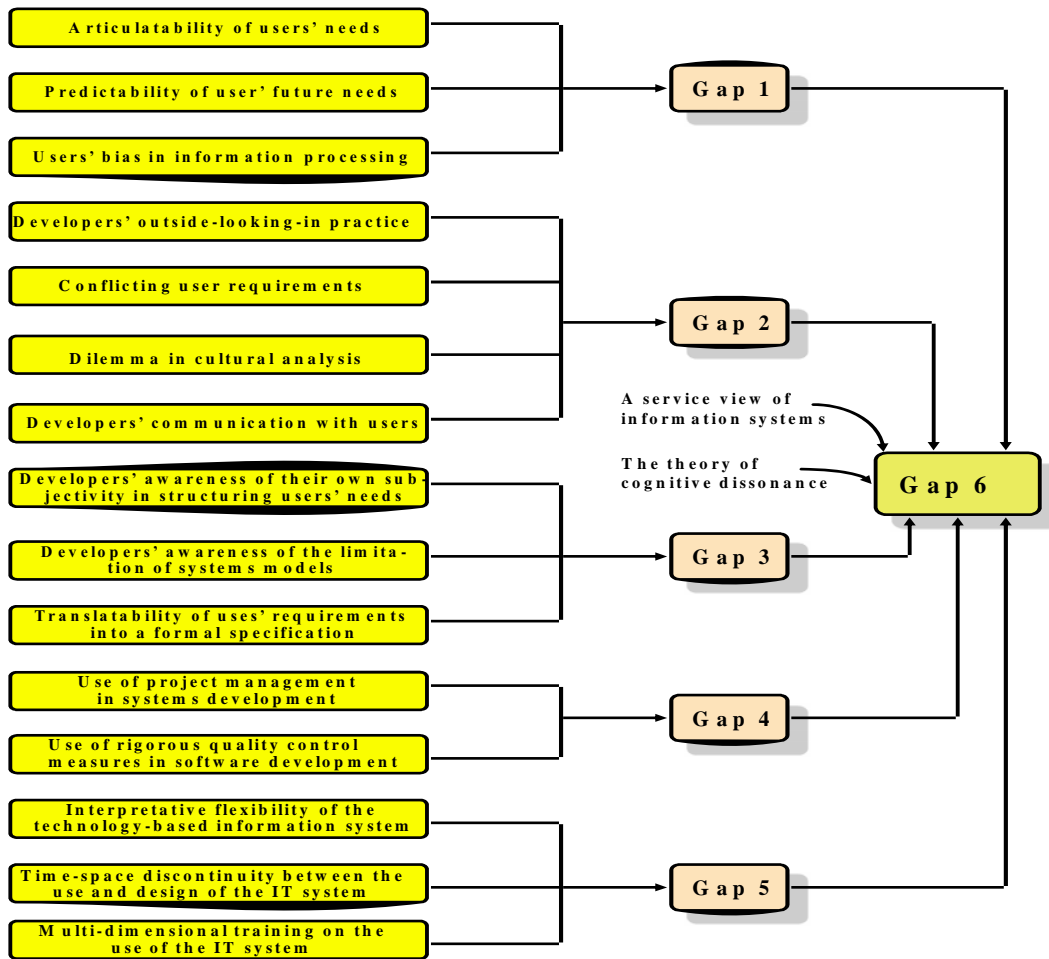 Articulatability of users' needs
Predictability of user' future needs
Users' bias in information processing
Gap 1
Developers' outside-looking-in practice
Conflicting user requirements
Dilemma in cultural analysis
Developers' communication with users
Gap 2
A service view of
information systems
The theory of
cognitive dissonance
Gap 6
Developers' awareness of their own sub-
jectivity in structuring users' needs
Developers' awareness of the limita-
tion of systems models
Translatability of uses' requirements
into a formal specification
Gap 3
Use of project management
in systems development
Use of rigorous quality control
measures in software development
Gap 4
Interpretative flexibility of the
technology-based information system
Time-space discontinuity between the
use and design of the IT system
Multi-dimensional training on the
use of the IT system
Gap 5